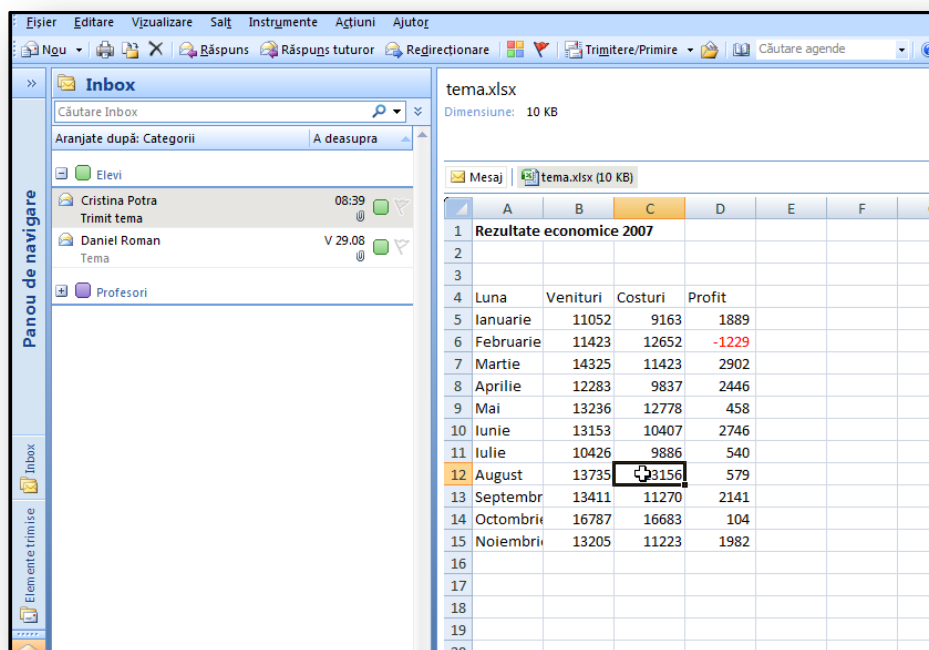 Fișier Editare Vizualizare Salt Instrumente Acțiuni Ajutor
Nou Răspuns Răspuns tuturor Redirecționare Trimitere/Primire Căutare agende
» Inbox
Căutare Inbox
Aranjate după: Categorii A deasupra
Elevi
Cristina Potra 08:39
Trimit tema
Daniel Roman V 29.08
Tema
Profesori
Panou de navigare
Inbox
Elemente trimise
tema.xlsx
Dimensiune: 10 KB
Mesaj tema.xlsx (10 KB)
A B C D E F
1 Rezultate economice 2007
2
3
4 Luna Venituri Costuri Profit
5 Ianuarie 11052 9163 1889
6 Februarie 11423 12652 -1229
7 Martie 14325 11423 2902
8 Aprilie 12283 9837 2446
9 Mai 13236 12778 458
10 Iunie 13153 10407 2746
11 Iulie 10426 9886 540
12 August 13735 3156 579
13 Septembr 13411 11270 2141
14 Octombrie 16787 16683 104
15 Noiembri 13205 11223 1982
16
17
18
19